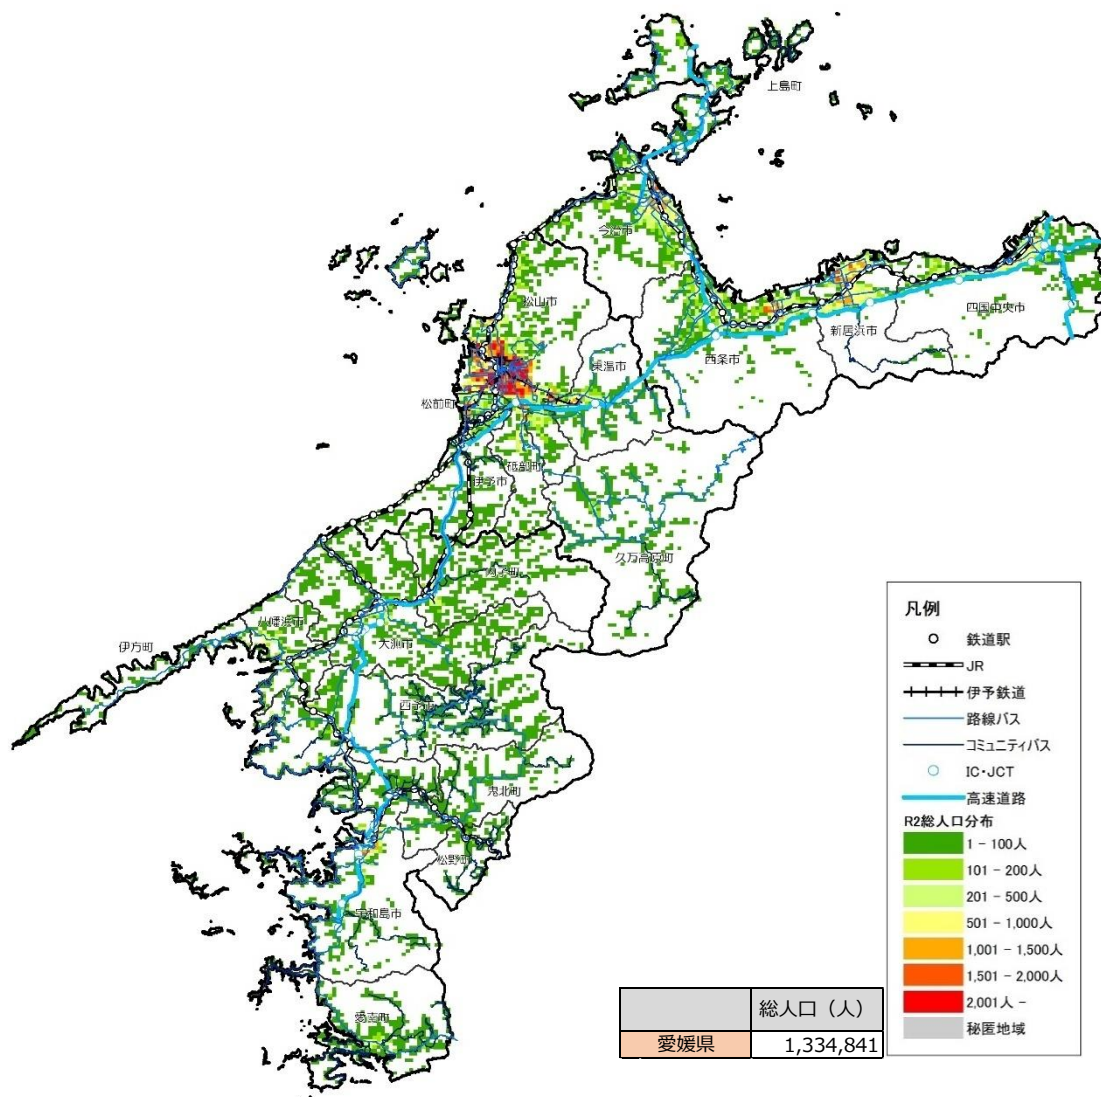 上島町
今治市
松山市
四国中央市
新居浜市
西条市
東温市
松前町
砥部町
伊予市
久万高原町
内子町
八幡浜市
伊方町
大洲市
西予市
鬼北町
松野町
宇和島市
愛南町
凡例
鉄道駅
JR
伊予鉄道
路線バス
コミュニティバス
IC・JCT
高速道路
R2総人口分布
1 - 100人
101 - 200人
201 - 500人
501 - 1,000人
1,001 - 1,500人
1,501 - 2,000人
2,001人 -
秘匿地域
総人口（人）
愛媛県 1,334,841